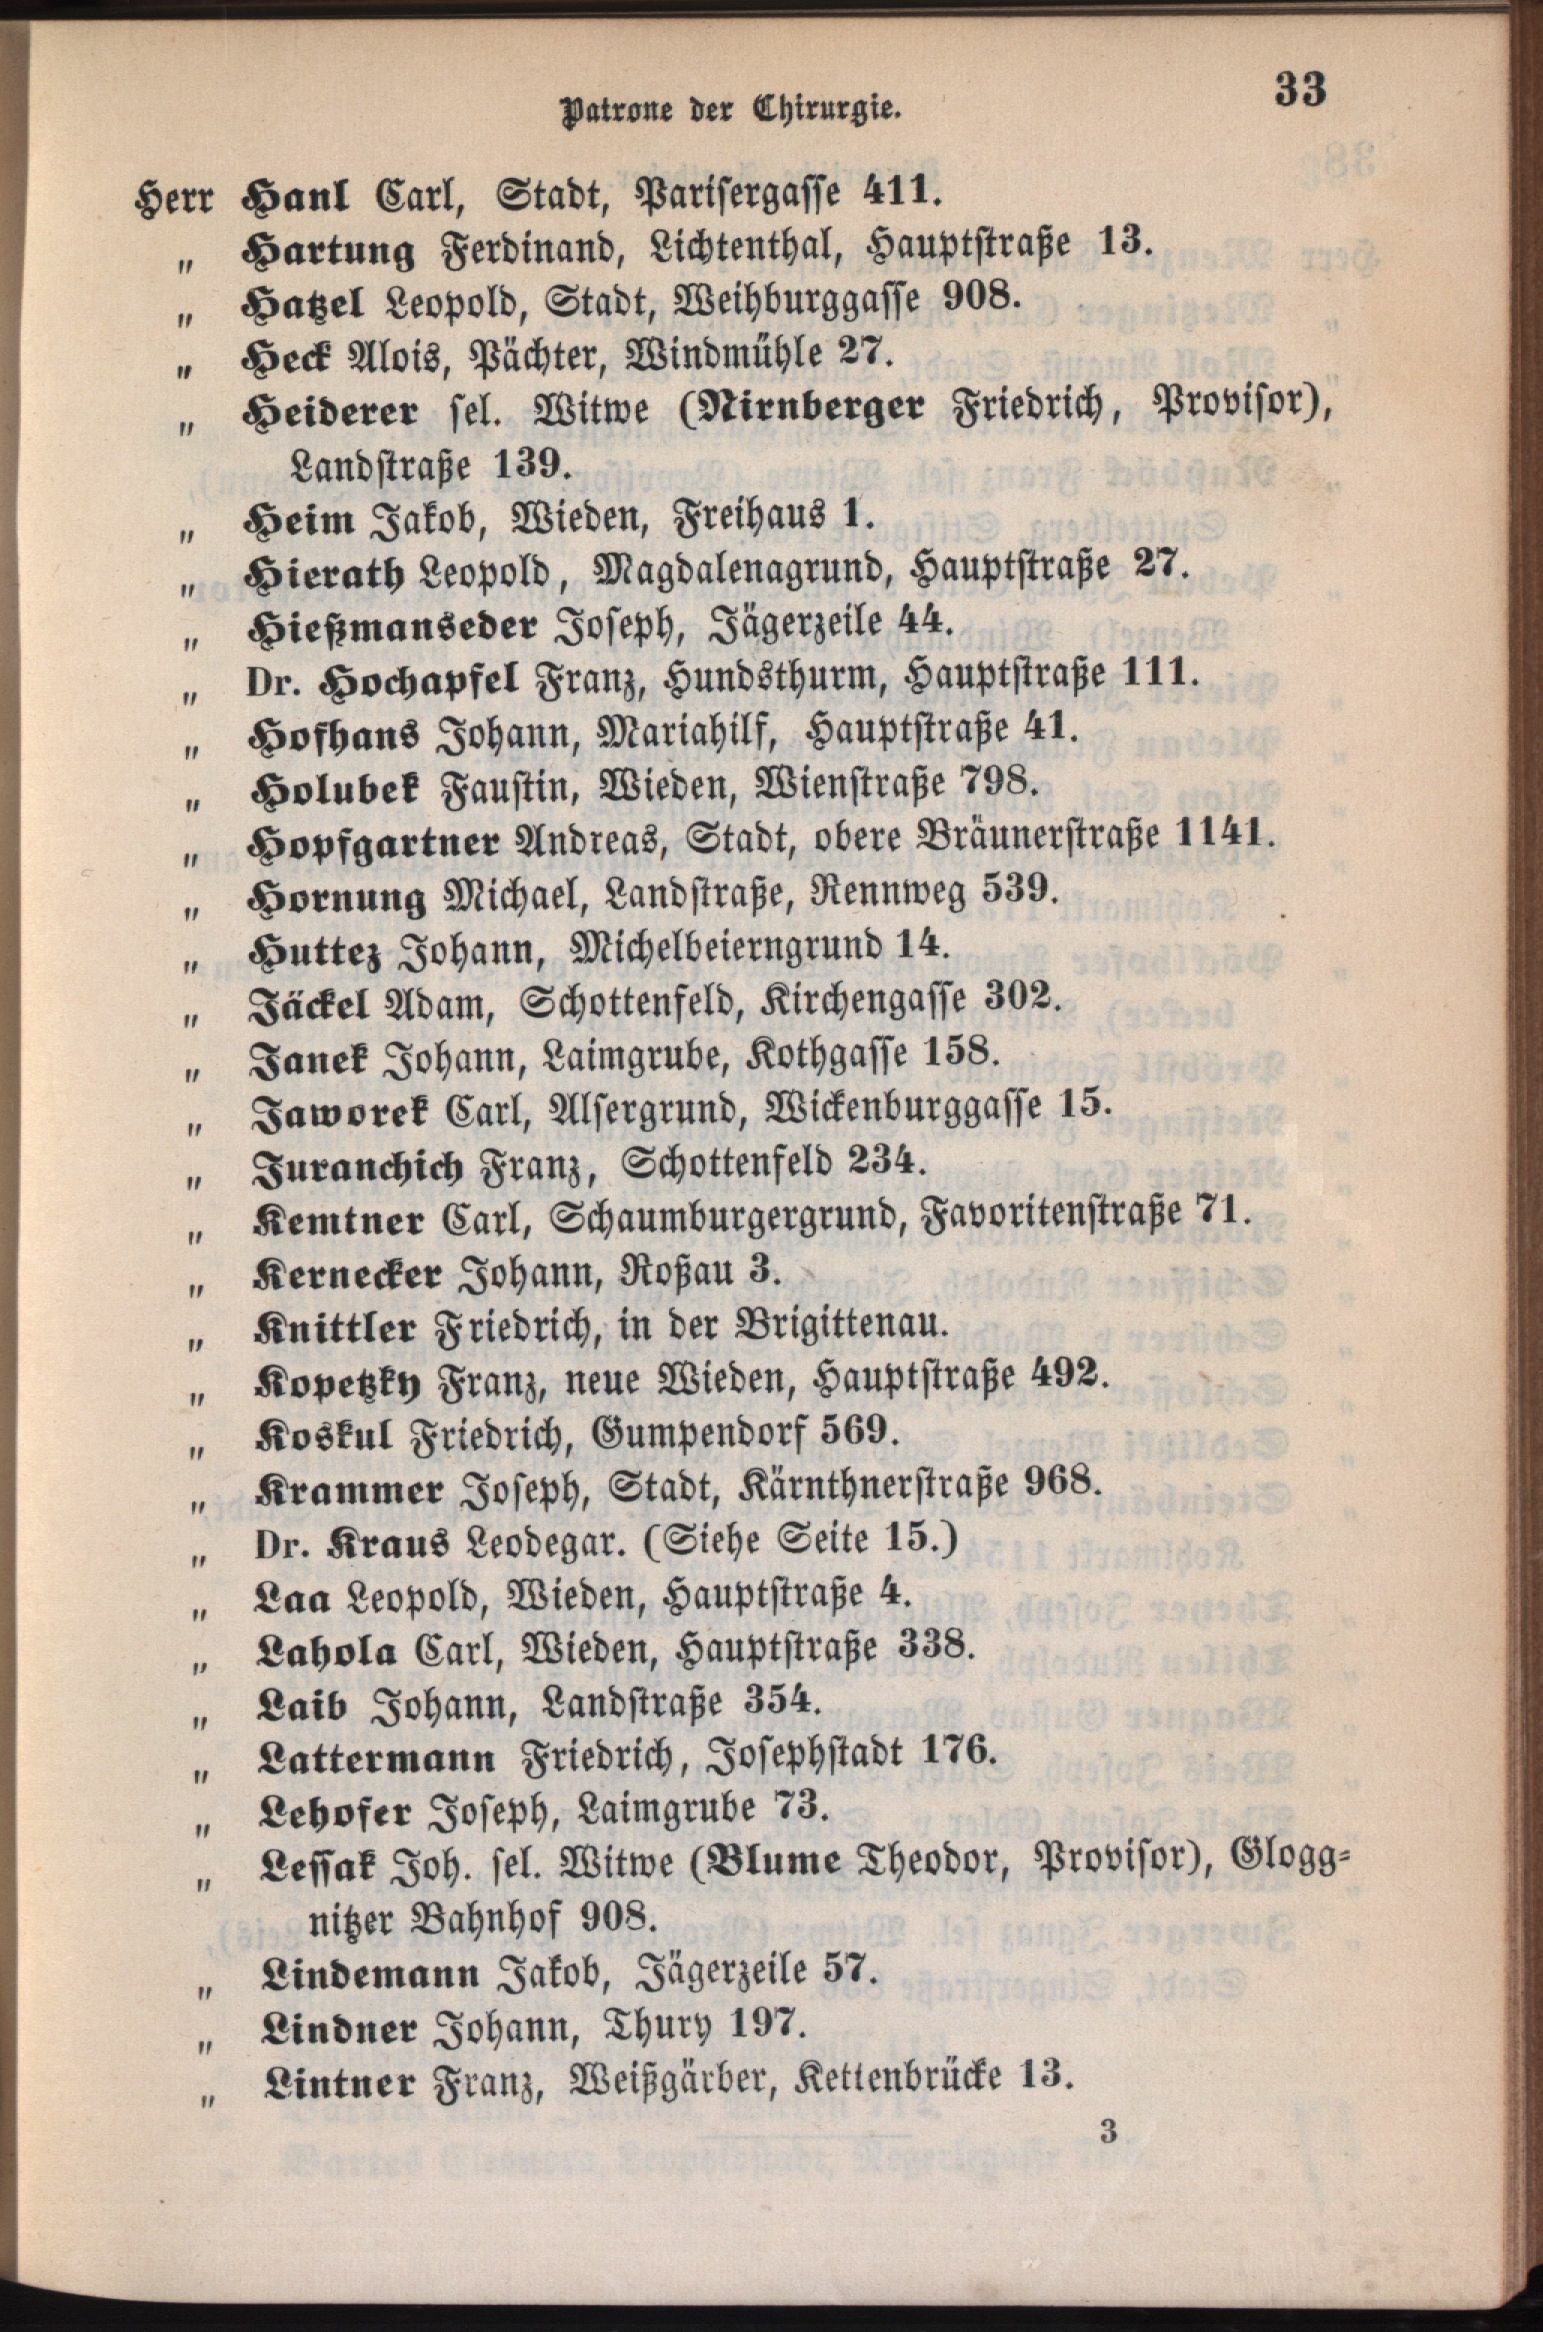 Patrone der Chirurgie.
33
Herr Hanl Carl, Stadt, Parisergasse 411.
„ Hartung Ferdinand, Lichtenthal, Hauptstraße 13.
„ Hatzel Leopold, Stadt, Weihburggasse 908.
„ Heck Alois, Pächter, Windmühle 27.
„ Heiderer sel. Witwe (Nirnberger Friedrich, Provisor),
Landstraße 139.
„ Heim Jakob, Wieden, Freihaus 1.
„ Hierath Leopold, Magdalenagrund, Hauptstraße 27.
„ Hießmanseder Joseph, Jägerzeile 44.
„ Dr. Hochapfel Franz, Hundsthurm, Hauptstraße 111.
„ Hofhans Johann, Mariahilf, Hauptstraße 41.
„ Holubek Faustin, Wieden, Wienstraße 798.
„ Hopfgartner Andreas, Stadt, obere Bräunerstraße 1141.
„ Hornung Michael, Landstraße, Rennweg 539.
„ Huttez Johann, Michelbeierngrund 14.
„ Jäckel Adam, Schottenfeld, Kirchengasse 302.
„ Janek Johann, Laimgrube, Kothgasse 158.
„ Jaworek Carl, Alsergrund, Wickenburggasse 15.
„ Juranchich Franz, Schottenfeld 234.
„ Kemtner Carl, Schaumburgergrund, Favoritenstraße 71.
„ Kernecker Johann, Roßau 3.
„ Knittler Friedrich, in der Brigittenau.
„ Kopetzky Franz, neue Wieden, Hauptstraße 492.
„ Koskul Friedrich, Gumpendorf 569.
„ Krammer Joseph, Stadt, Kärnthnerstraße 968.
„ Dr. Kraus Leodegar. (Siehe Seite 15.)
„ Laa Leopold, Wieden, Hauptstraße 4.
„ Lahola Carl, Wieden, Hauptstraße 338.
„ Laib Johann, Landstraße 354.
„ Lattermann Friedrich, Josephstadt 176.
„ Lehofer Joseph, Laimgrube 73.
„ Lessak Joh. sel. Witwe (Blume Theodor, Provisor), Glogg-
nitzer Bahnhof 908.
„ Lindemann Jakob, Jägerzeile 57.
„ Lindner Johann, Thury 197.
„ Lintner Franz, Weißgärber, Kettenbrücke 13.
3